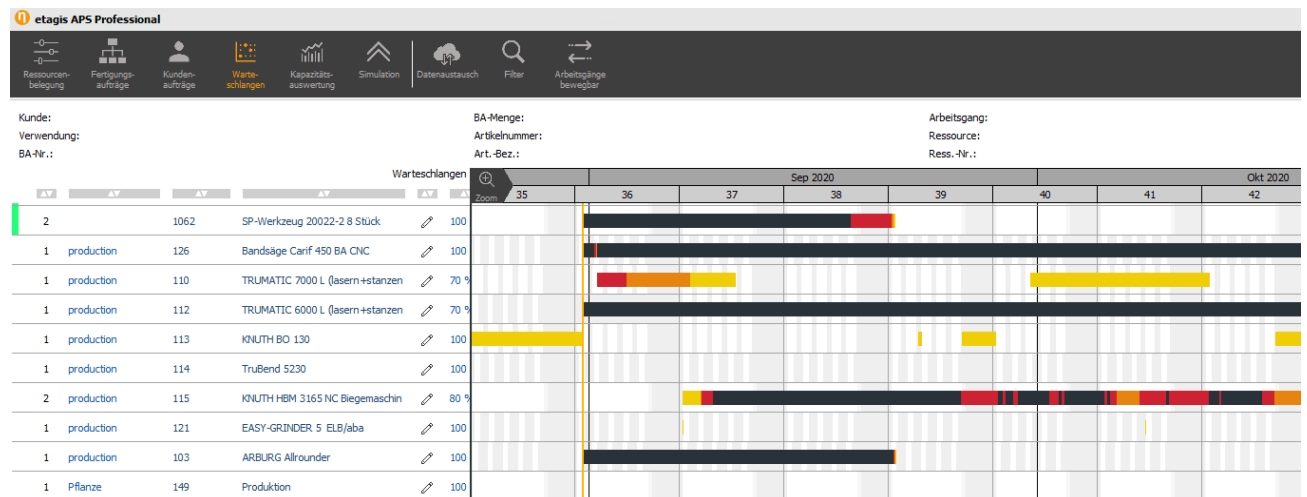 etagis APS Professional
Ressourcen-
belegung
Fertigungs-
aufträge
Kunden-
aufträge
Warte-
schlangen
Kapazitäts-
auswertung
Simulation
Datenaustausch
Filter
Arbeitsgänge
bewegbar
Kunde:
BA-Menge:
Arbeitsgang:
Verwendung:
Artikelnummer:
Ressource:
BA-Nr.:
Art.-Bez.:
Ress.-Nr.:
Warteschlangen
Zoom
Sep 2020
Okt 2020
35 36 37 38 39 40 41 42
2 1062 SP-Werkzeug 20022-2 8 Stück 100
1 production 126 Bandsäge Carif 450 BA CNC 100
1 production 110 TRUMATIC 7000 L (lasern+stanzen 70 %
1 production 112 TRUMATIC 6000 L (lasern+stanzen 70 %
1 production 113 KNUTH BO 130 100
1 production 114 TruBend 5230 100
2 production 115 KNUTH HBM 3165 NC Biegemaschin 80 %
1 production 121 EASY-GRINDER 5 ELB/aba 100
1 production 103 ARBURG Allrounder 100
1 Pflanze 149 Produktion 100